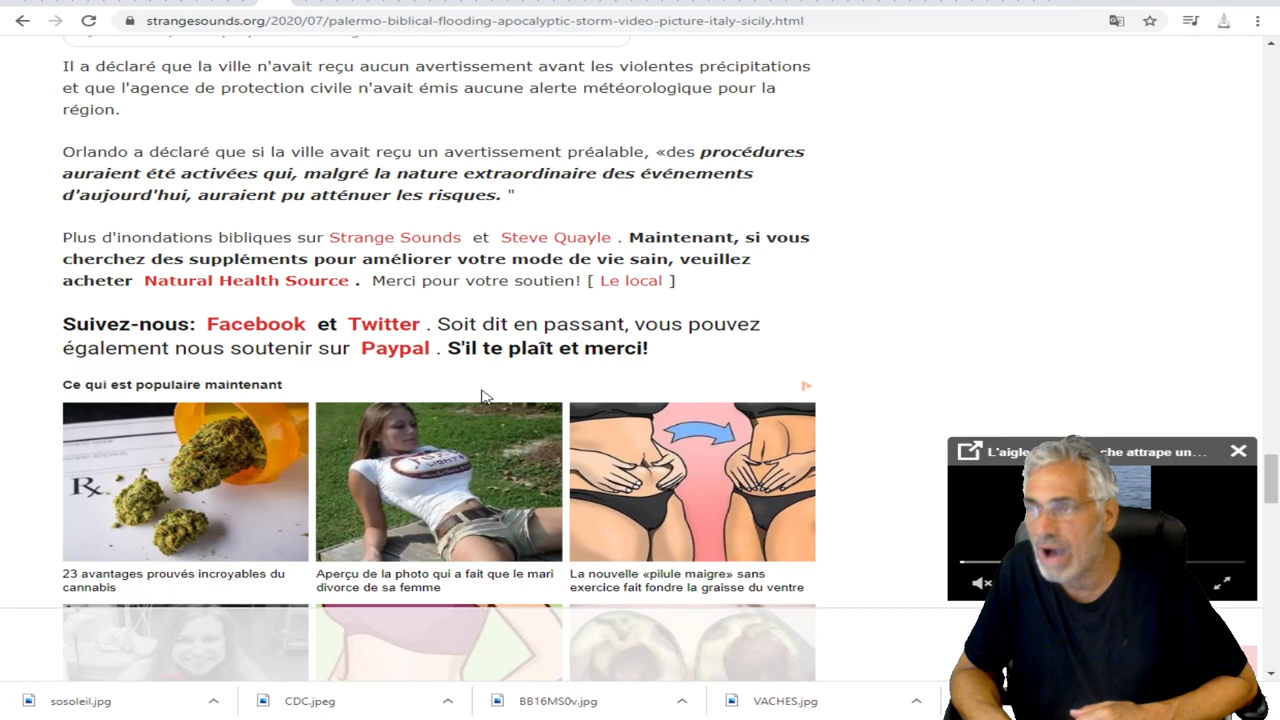 strangesounds.org/2020/07/palermo-biblical-flooding-apocalyptic-storm-video-picture-italy-sicily.html
Il a déclaré que la ville n'avait reçu aucun avertissement avant les violentes précipitations
et que l'agence de protection civile n'avait émis aucune alerte météorologique pour la
région.
Orlando a déclaré que si la ville avait reçu un avertissement préalable, «des procédures
auraient été activées qui, malgré la nature extraordinaire des événements
d'aujourd'hui, auraient pu atténuer les risques. "
Plus d'inondations bibliques sur Strange Sounds et Steve Quayle . Maintenant, si vous
cherchez des suppléments pour améliorer votre mode de vie sain, veuillez
acheter Natural Health Source . Merci pour votre soutien! [ Le local ]
Suivez-nous: Facebook et Twitter . Soit dit en passant, vous pouvez
également nous soutenir sur Paypal . S'il te plaît et merci!
Ce qui est populaire maintenant
Rx
23 avantages prouvés incroyables du
cannabis
Aperçu de la photo qui a fait que le mari
divorce de sa femme
La nouvelle «pilule maigre» sans
exercice fait fondre la graisse du ventre
L'aigle che attrape un...
sosoleil.jpg
CDC.jpeg
BB16MS0v.jpg
VACHES.jpg